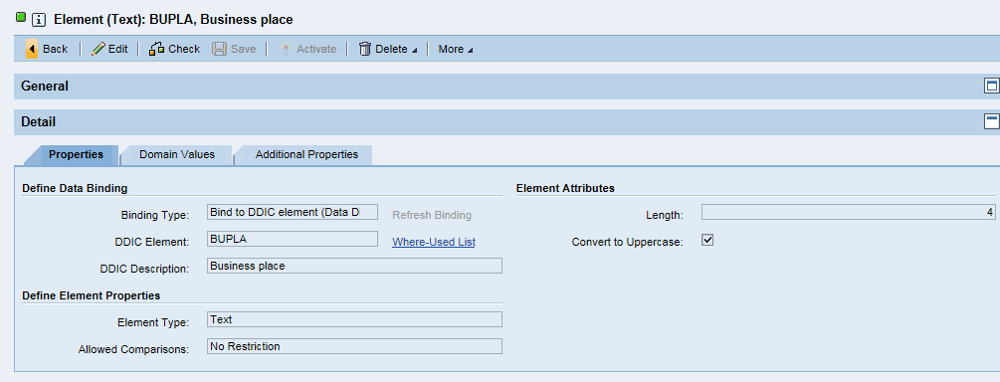 Element (Text): BUPLA, Business place
Back Edit Check Save Activate Delete More
General
Detail
Properties Domain Values Additional Properties
Define Data Binding
Binding Type: Bind to DDIC element (Data D Refresh Binding
DDIC Element: BUPLA Where-Used List
DDIC Description: Business place
Define Element Properties
Element Type: Text
Allowed Comparisons: No Restriction
Element Attributes
Length: 4
Convert to Uppercase: